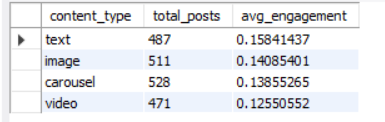 content_type total_posts avg_engagement
text 487 0.15841437
image 511 0.14085401
carousel 528 0.13855265
video 471 0.12550552